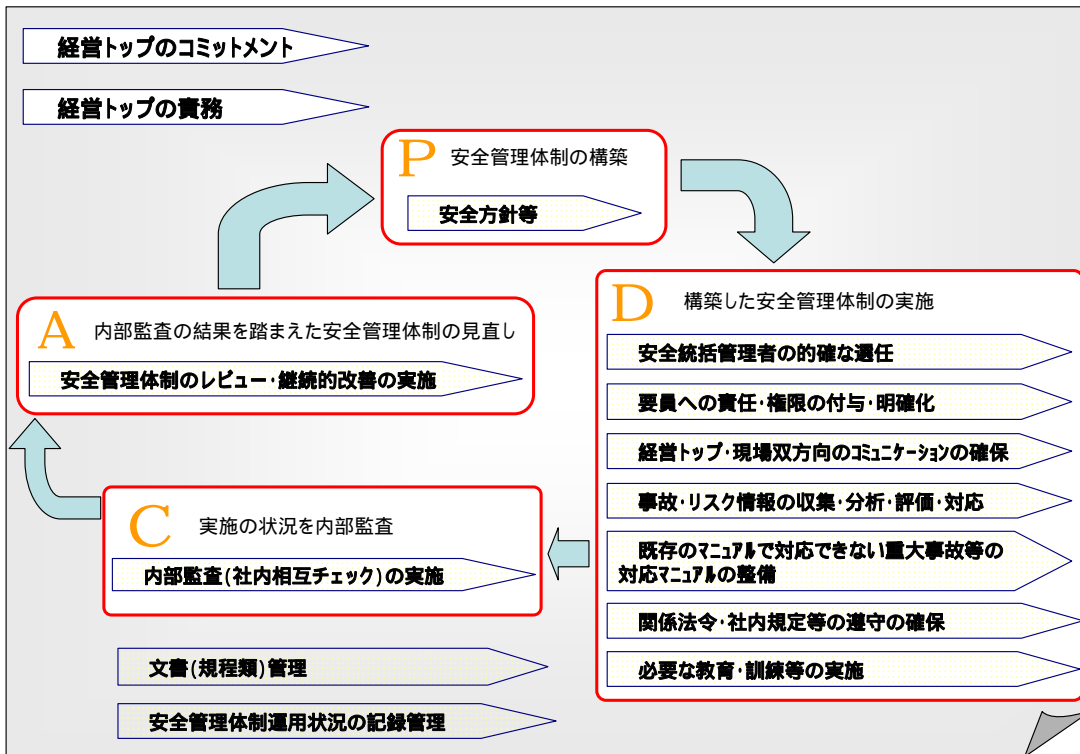 経営トップのコミットメント
経営トップの責務
P 安全管理体制の構築
安全方針等
D 構築した安全管理体制の実施
安全統括管理者の的確な選任
要員への責任・権限の付与・明確化
経営トップ・現場双方向のコミュニケーションの確保
事故・リスク情報の収集・分析・評価・対応
既存のマニュアルで対応できない重大事故等の
対応マニュアルの整備
関係法令・社内規定等の遵守の確保
必要な教育・訓練等の実施
C 実施の状況を内部監査
内部監査(社内相互チェック)の実施
A 内部監査の結果を踏まえた安全管理体制の見直し
安全管理体制のレビュー・継続的改善の実施
文書(規程類)管理
安全管理体制運用状況の記録管理